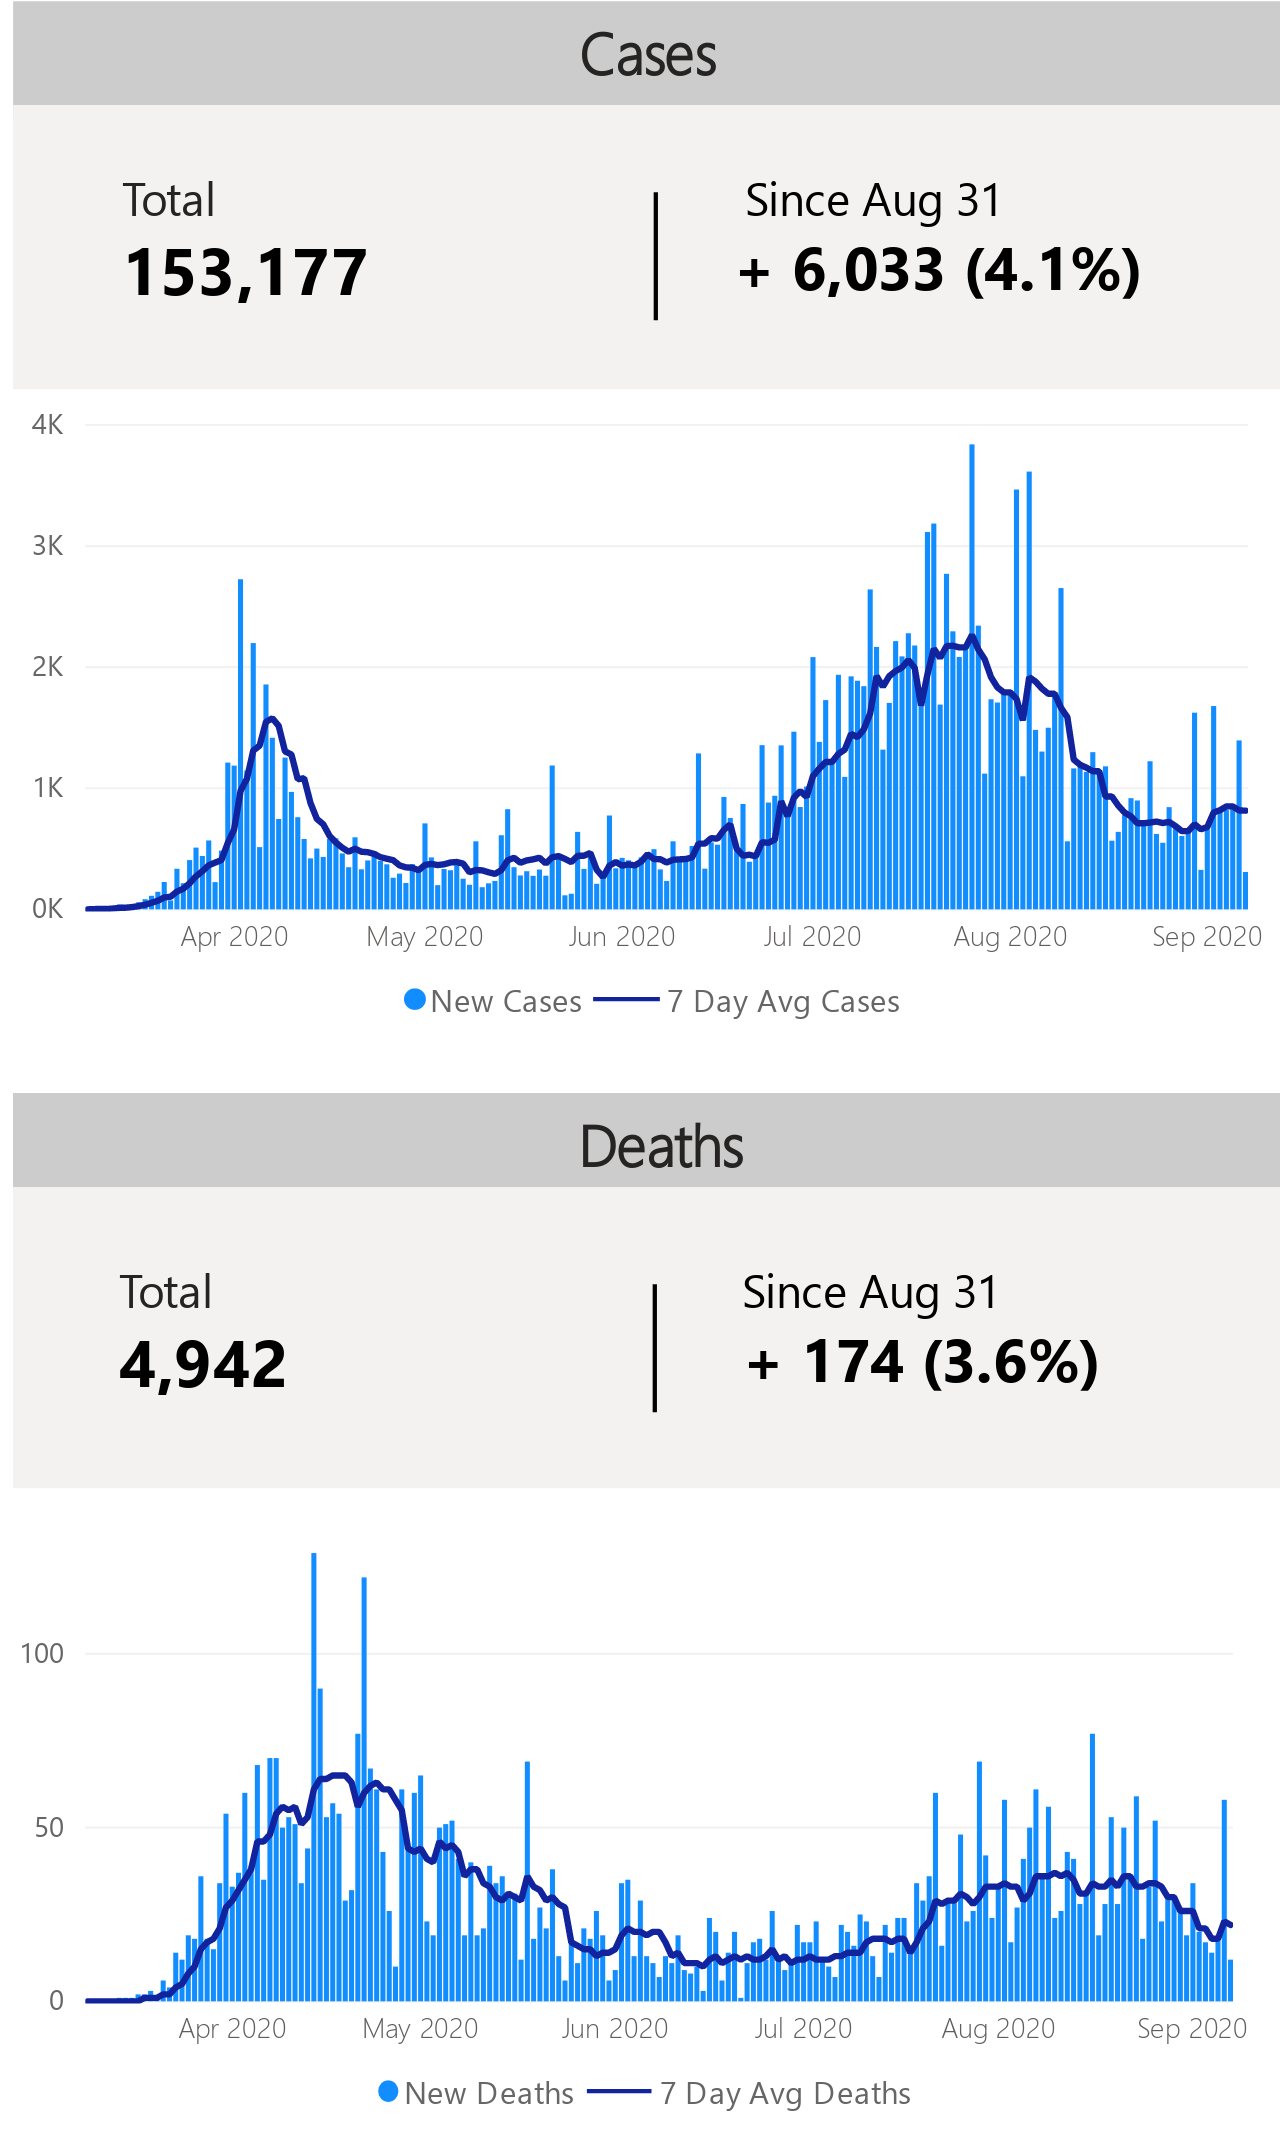 Cases
Total
Since Aug 31
153,177
+ 6,033 (4.1%)
4K
3K
2K
1K
0K
Apr 2020
May 2020
Jun 2020
Jul 2020
Aug 2020
Sep 2020
New Cases
7 Day Avg Cases
Deaths
Total
Since Aug 31
4,942
+ 174 (3.6%)
100
50
0
Apr 2020
May 2020
Jun 2020
Jul 2020
Aug 2020
Sep 2020
New Deaths
7 Day Avg Deaths